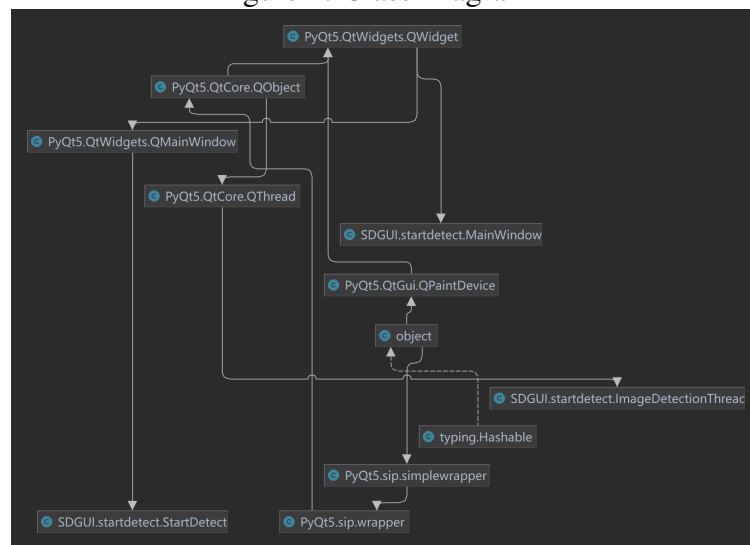 PyQt5.QtWidgets.QWidget
PyQt5.QtCore.QObject
PyQt5.QtWidgets.QMainWindow
PyQt5.QtCore.QThread
SDGUI.startdetect.MainWindow
PyQt5.QtGui.QPaintDevice
object
SDGUI.startdetect.ImageDetectionThread
typing.Hashable
PyQt5.sip.simplewrapper
SDGUI.startdetect.StartDetect
PyQt5.sip.wrapper